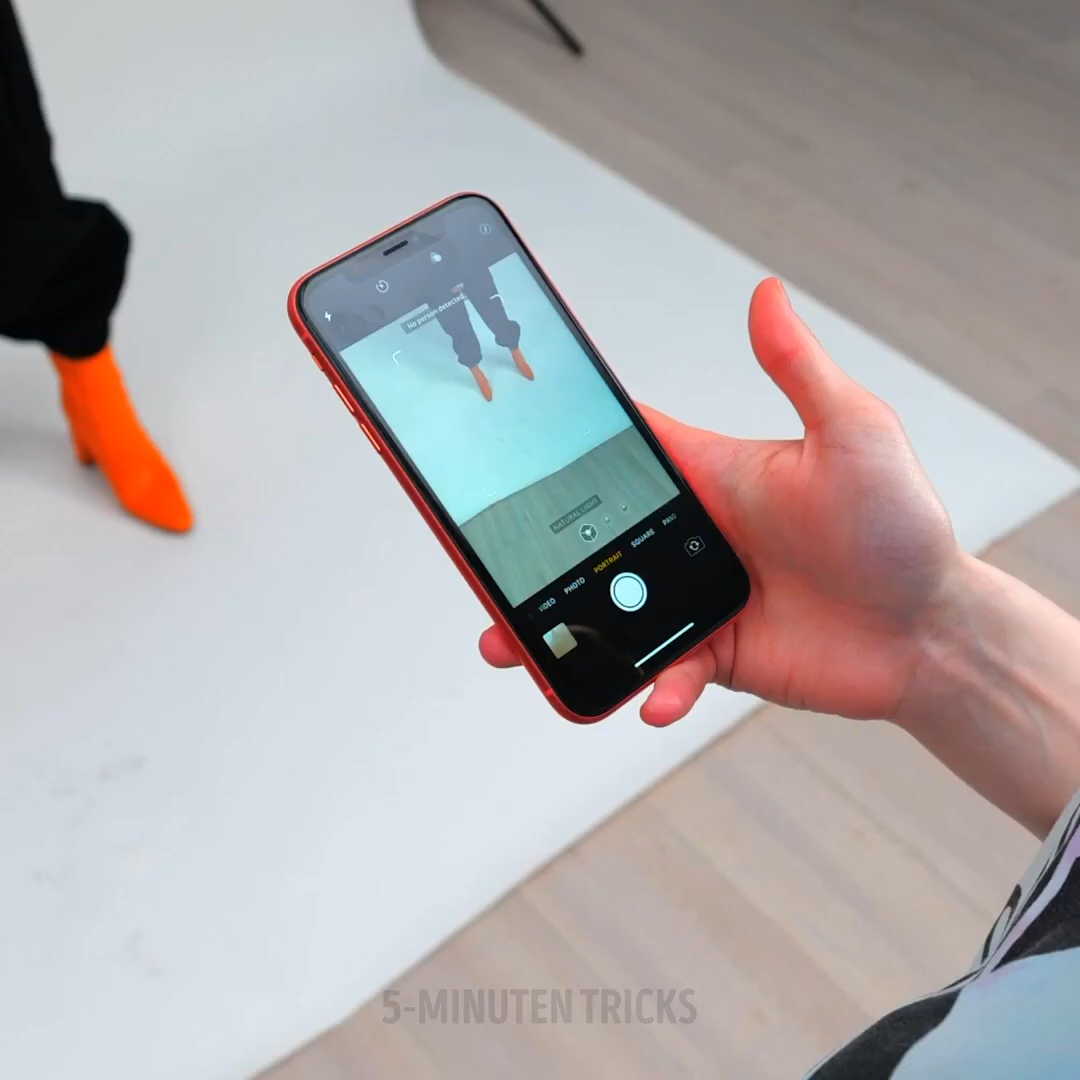 No person detected.
NATURAL LIGHT
VIDEO PHOTO PORTRAIT SQUARE PANO
5-MINUTEN TRICKS